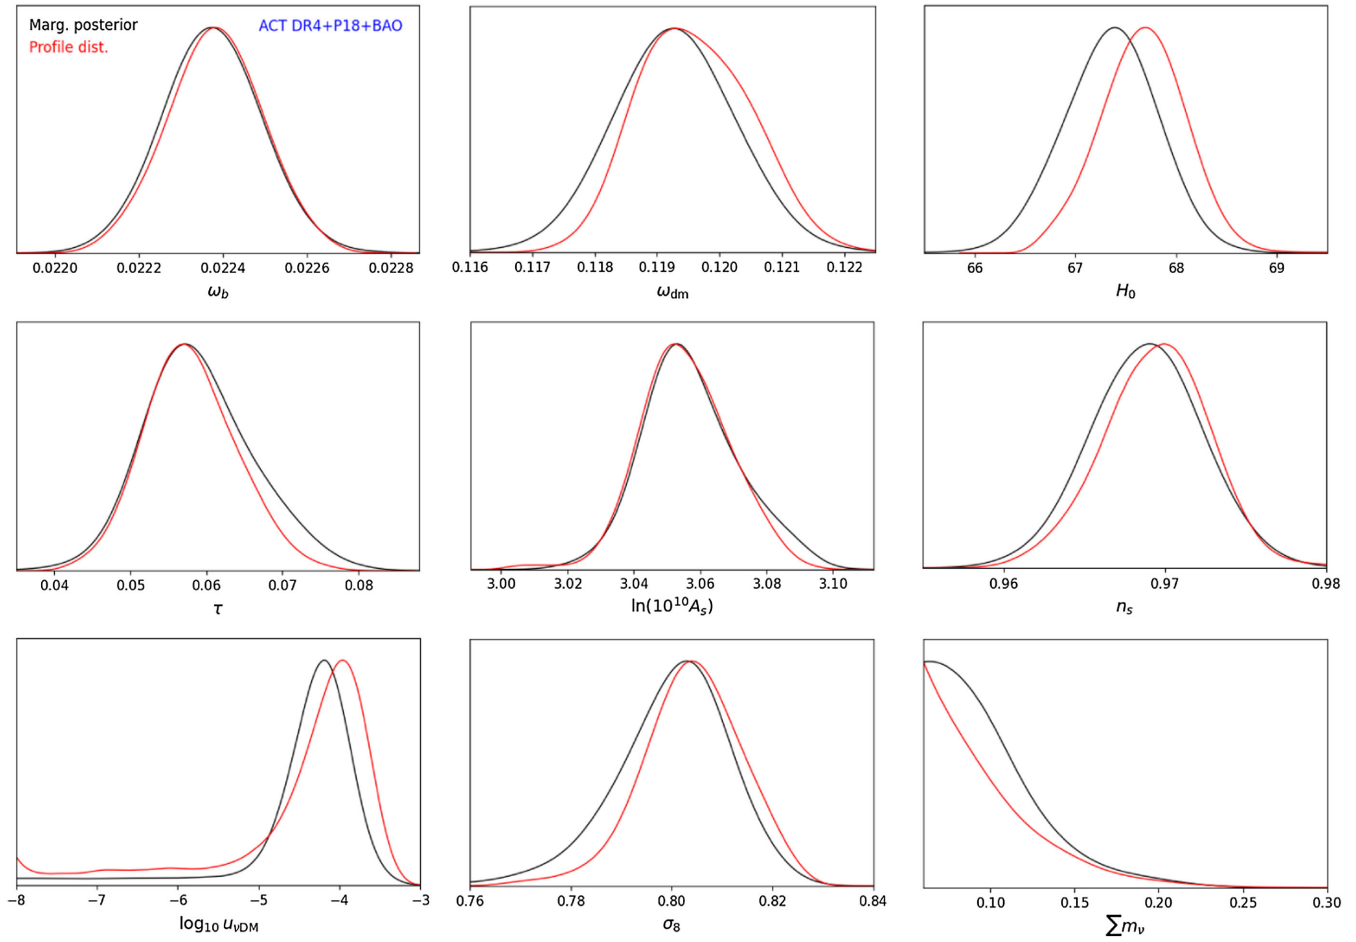 Marg. posterior
ACT DR4+P18+BAO
Profile dist.
0.0220 0.0222 0.0224 0.0226 0.0228
ω_b
0.116 0.117 0.118 0.119 0.120 0.121 0.122
ω_dm
66 67 68 69
H_0
0.04 0.05 0.06 0.07 0.08
τ
3.00 3.02 3.04 3.06 3.08 3.10
ln(10^10 A_s)
0.96 0.97 0.98
n_s
−8 −7 −6 −5 −4 −3
log_10 u_νDM
0.76 0.78 0.80 0.82 0.84
σ_8
0.10 0.15 0.20 0.25 0.30
∑m_ν